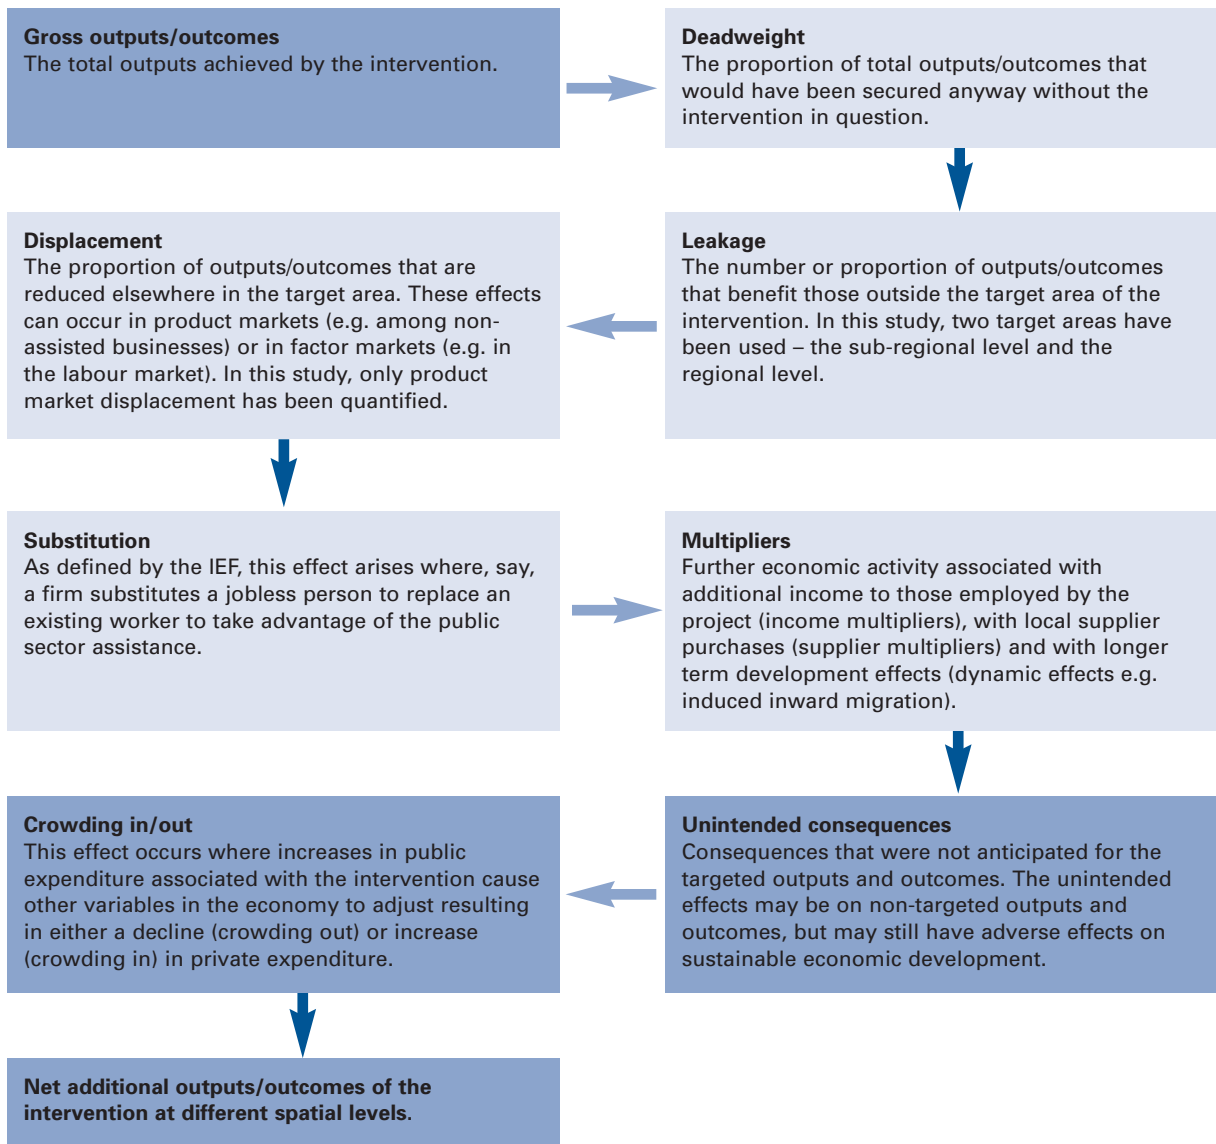 Gross outputs/outcomes
The total outputs achieved by the intervention.
Deadweight
The proportion of total outputs/outcomes that
would have been secured anyway without the
intervention in question.
Leakage
The number or proportion of outputs/outcomes
that benefit those outside the target area of the
intervention. In this study, two target areas have
been used – the sub-regional level and the
regional level.
Displacement
The proportion of outputs/outcomes that are
reduced elsewhere in the target area. These effects
can occur in product markets (e.g. among non-
assisted businesses) or in factor markets (e.g. in
the labour market). In this study, only product
market displacement has been quantified.
Substitution
As defined by the IEF, this effect arises where, say,
a firm substitutes a jobless person to replace an
existing worker to take advantage of the public
sector assistance.
Multipliers
Further economic activity associated with
additional income to those employed by the
project (income multipliers), with local supplier
purchases (supplier multipliers) and with longer
term development effects (dynamic effects e.g.
induced inward migration).
Unintended consequences
Consequences that were not anticipated for the
targeted outputs and outcomes. The unintended
effects may be on non-targeted outputs and
outcomes, but may still have adverse effects on
sustainable economic development.
Crowding in/out
This effect occurs where increases in public
expenditure associated with the intervention cause
other variables in the economy to adjust resulting
in either a decline (crowding out) or increase
(crowding in) in private expenditure.
Net additional outputs/outcomes of the
intervention at different spatial levels.